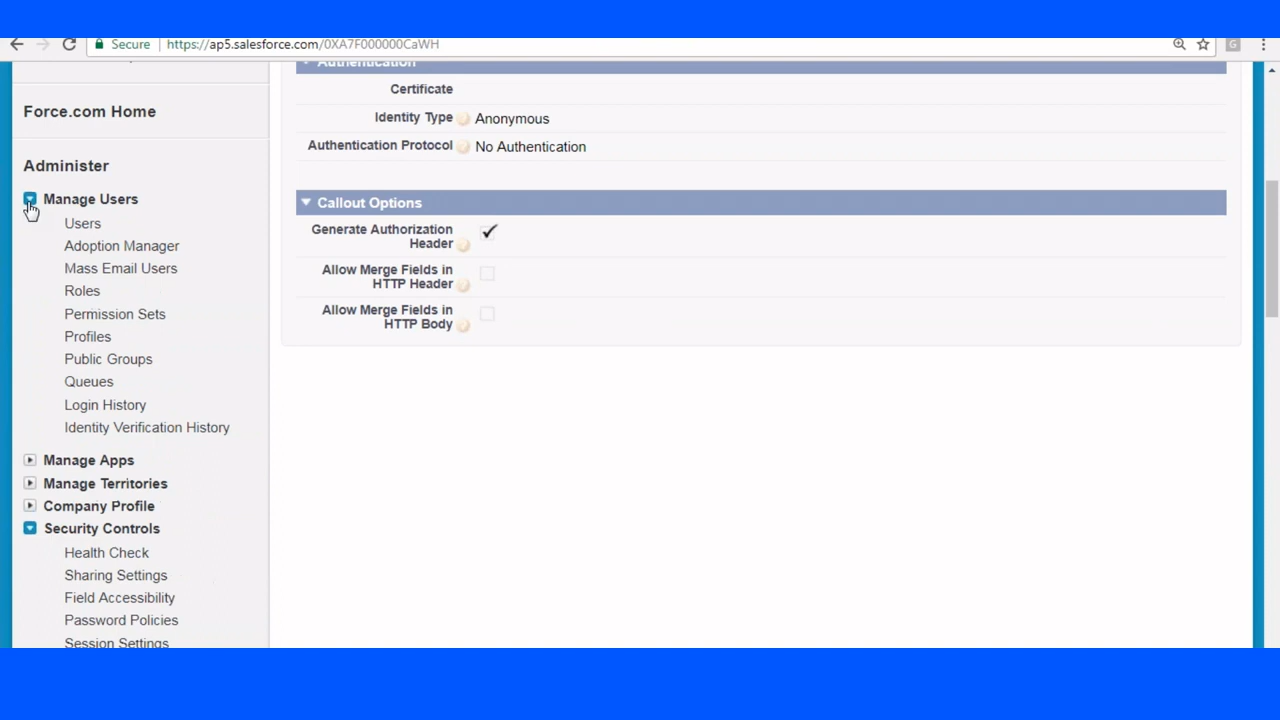 Secure
https://ap5.salesforce.com/0XA7F000000CaWH
G
Force.com Home
Administer
Manage Users
Users
Adoption Manager
Mass Email Users
Roles
Permission Sets
Profiles
Public Groups
Queues
Login History
Identity Verification History
Manage Apps
Manage Territories
Company Profile
Security Controls
Health Check
Sharing Settings
Field Accessibility
Password Policies
Session Settings
Authentication
Certificate
Identity Type Anonymous
Authentication Protocol No Authentication
Callout Options
Generate Authorization
Header
Allow Merge Fields in
HTTP Header
Allow Merge Fields in
HTTP Body